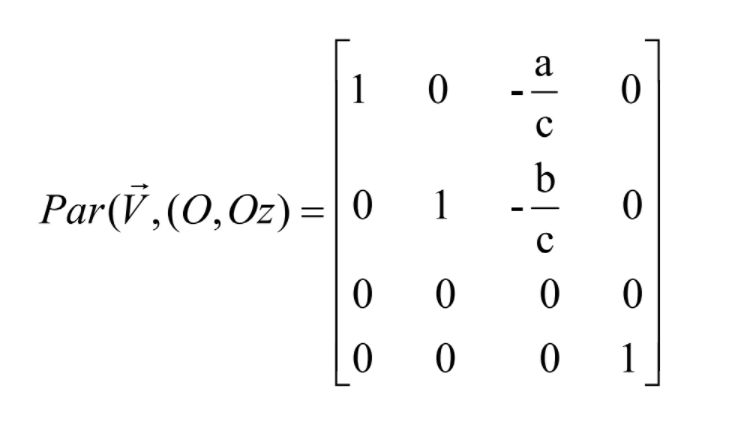 1 0 -a/c 0
Par(V⃗,(O,Oz)= 0 1 -b/c 0
0 0 0 0
0 0 0 1